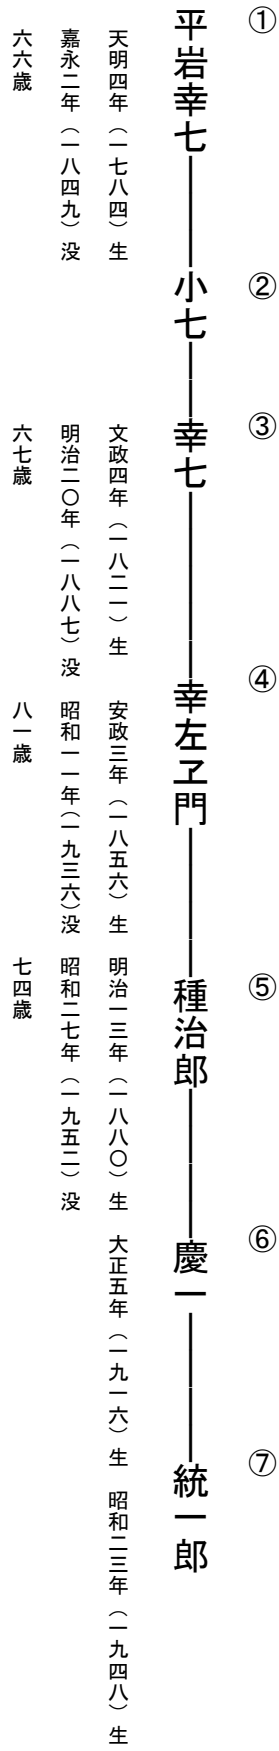 ①
平岩幸七
天明四年（一七八四）生
嘉永二年（一八四九）没
六六歳
②
小七
③
幸七
文政四年（一八二一）生
明治二〇年（一八八七）没
六七歳
④
幸左ヱ門
安政三年（一八五六）生
昭和一一年（一九三六）没
八一歳
⑤
種治郎
明治一三年（一八八〇）生
昭和二七年（一九五二）没
七四歳
⑥
慶一
大正五年（一九一六）生
⑦
統一郎
昭和二三年（一九四八）生